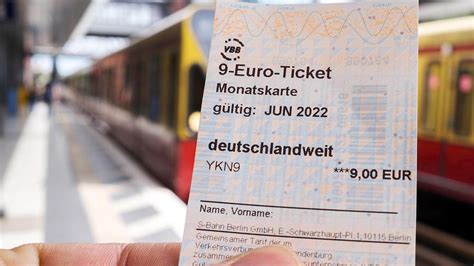 VBB
9-Euro-Ticket
Monatskarte
gültig: JUN 2022
deutschlandweit
YKN9
***9,00 EUR
Name, Vorname:
S-Bahn Berlin GmbH, E.-Schwarzhaupt-Pl.1,10115 Berlin
Gemeinsamer Tarif der im
Verkehrsverbund